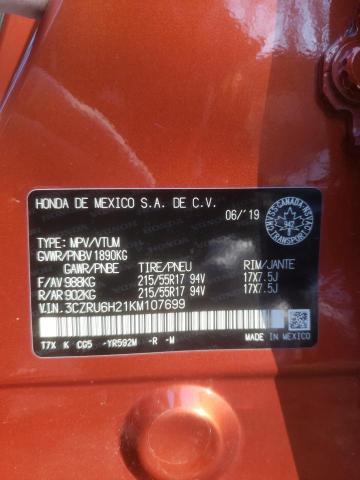 HONDA DE MEXICO S.A. DE C.V.
06/'19
TYPE: MPV/VTUM
GVWR/PNBV 1890KG
GAWR/PNBE TIRE/PNEU RIM/JANTE
F/AV 988KG 215/55R17 94V 17X7.5J
R/AR 902KG 215/55R17 94V 17X7.5J
V.I.N. 3CZRU6H21KM107699
T7X K CG5 -YR592M -R -M
MADE IN MEXICO
CANADA
TRANSPORT